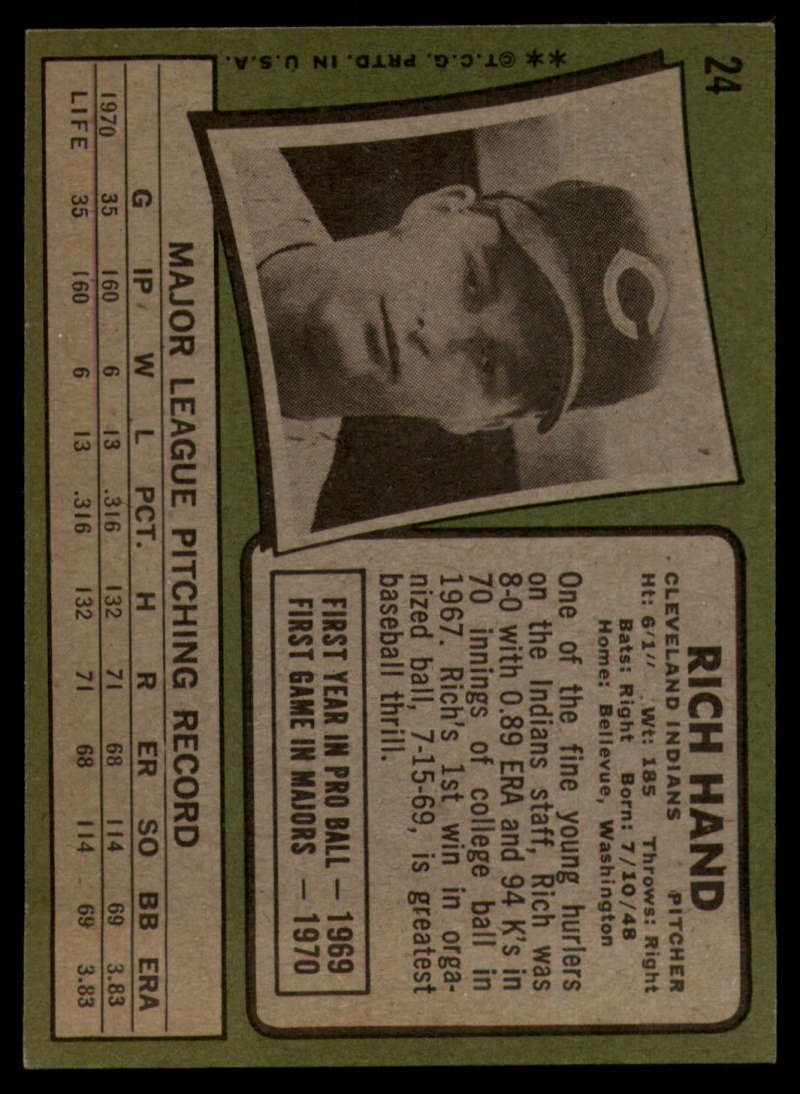 24
**©T.C.G. PRTD. IN U.S.A.
C
RICH HAND
CLEVELAND INDIANS PITCHER
Ht: 6'1" Wt: 185 Throws: Right
Bats: Right Born: 7/10/48
Home: Bellevue, Washington
One of the fine young hurlers
on the Indians staff, Rich was
8-0 with 0.89 ERA and 94 K's in
70 innings of college ball in
1967. Rich's 1st win in orga-
nized ball, 7-15-69, is greatest
baseball thrill.
FIRST YEAR IN PRO BALL — 1969
FIRST GAME IN MAJORS — 1970
MAJOR LEAGUE PITCHING RECORD
G IP W L PCT. H R ER SO BB ERA
1970 35 160 6 13 .316 132 71 68 114 69 3.83
LIFE 35 160 6 13 .316 132 71 68 114 69 3.83